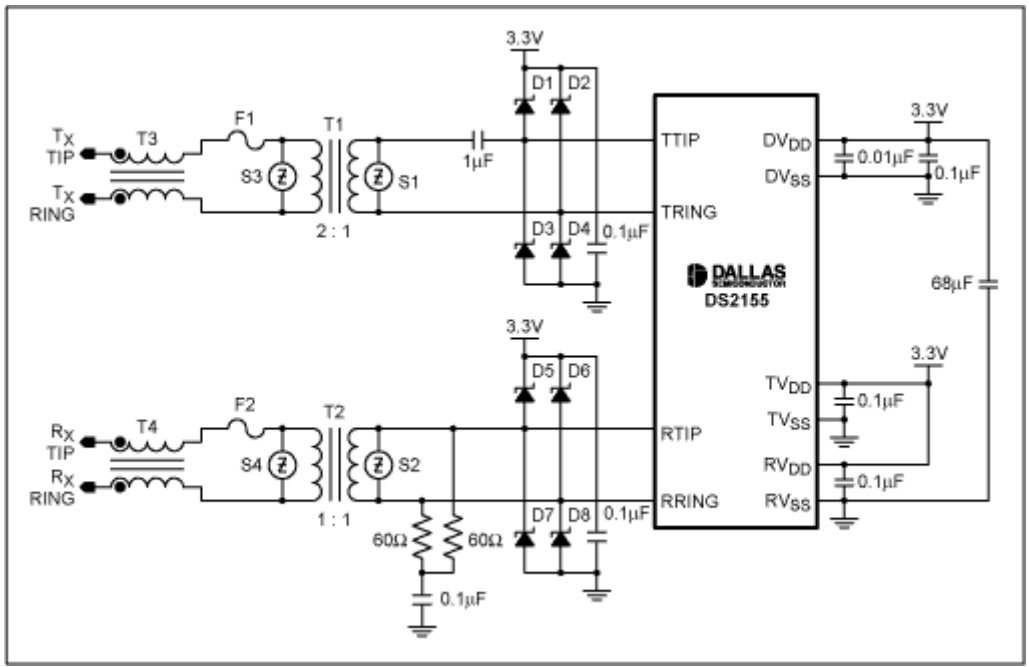 3.3V
D1 D2
TX
TIP
T3
F1
T1
S3
S1
1µF
TTIP
TX
RING
2 : 1
TRING
D3 D4
0.1µF
DVDD
DVSS
3.3V
0.01µF
0.1µF
DALLAS
SEMICONDUCTOR
DS2155
68µF
3.3V
D5 D6
RX
TIP
T4
F2
T2
S4
S2
RTIP
RX
RING
1 : 1
RRING
60Ω
60Ω
D7 D8
0.1µF
0.1µF
3.3V
TVDD
0.1µF
TVSS
RVDD
0.1µF
RVSS